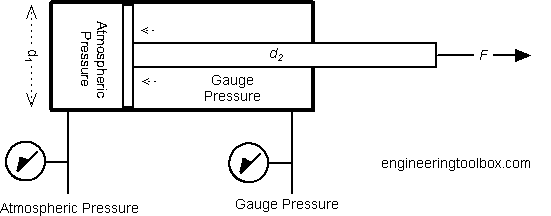 d1
Atmospheric
Pressure
d2
F
Gauge
Pressure
engineeringtoolbox.com
Atmospheric Pressure
Gauge Pressure